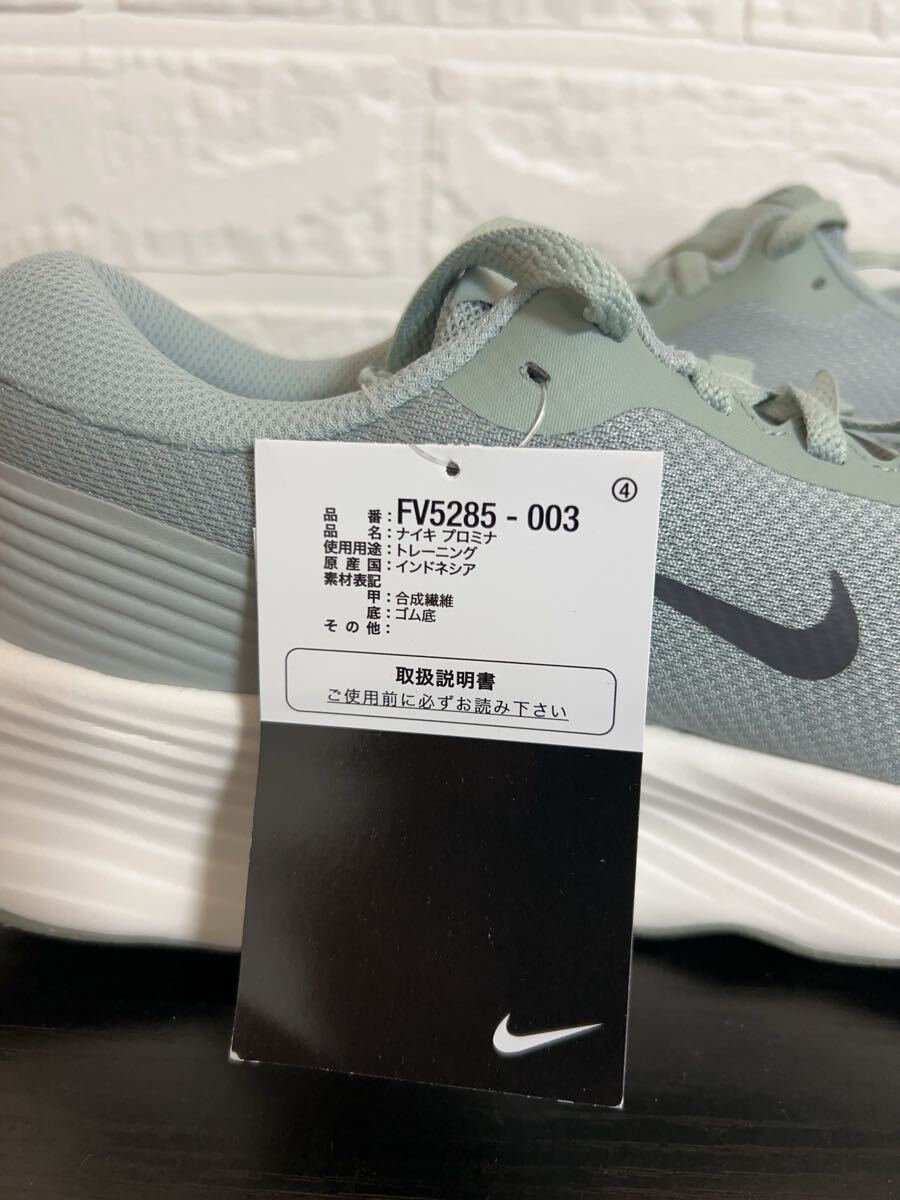 ④
品番：FV5285 - 003
品名：ナイキ プロミナ
使用用途：トレーニング
原産国：インドネシア
素材表記
甲：合成繊維
底：ゴム底
その他：
取扱説明書
ご使用前に必ずお読み下さい